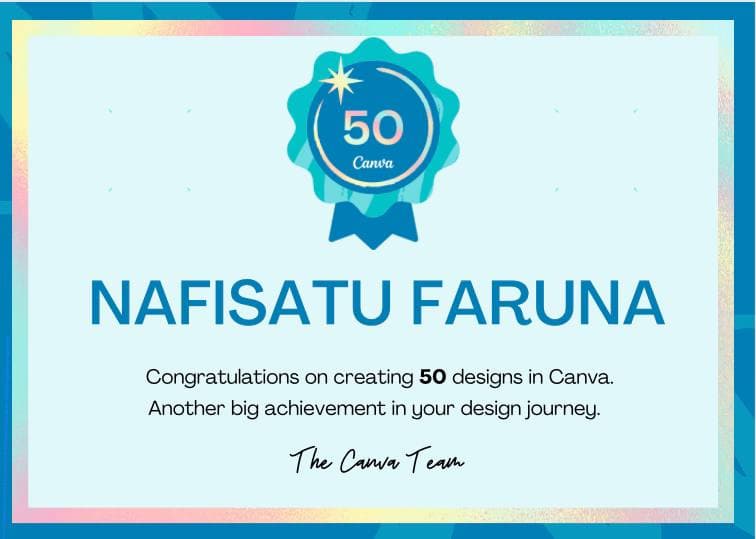 50
Canva
NAFISATU FARUNA
Congratulations on creating 50 designs in Canva.
Another big achievement in your design journey.
The Canva Team